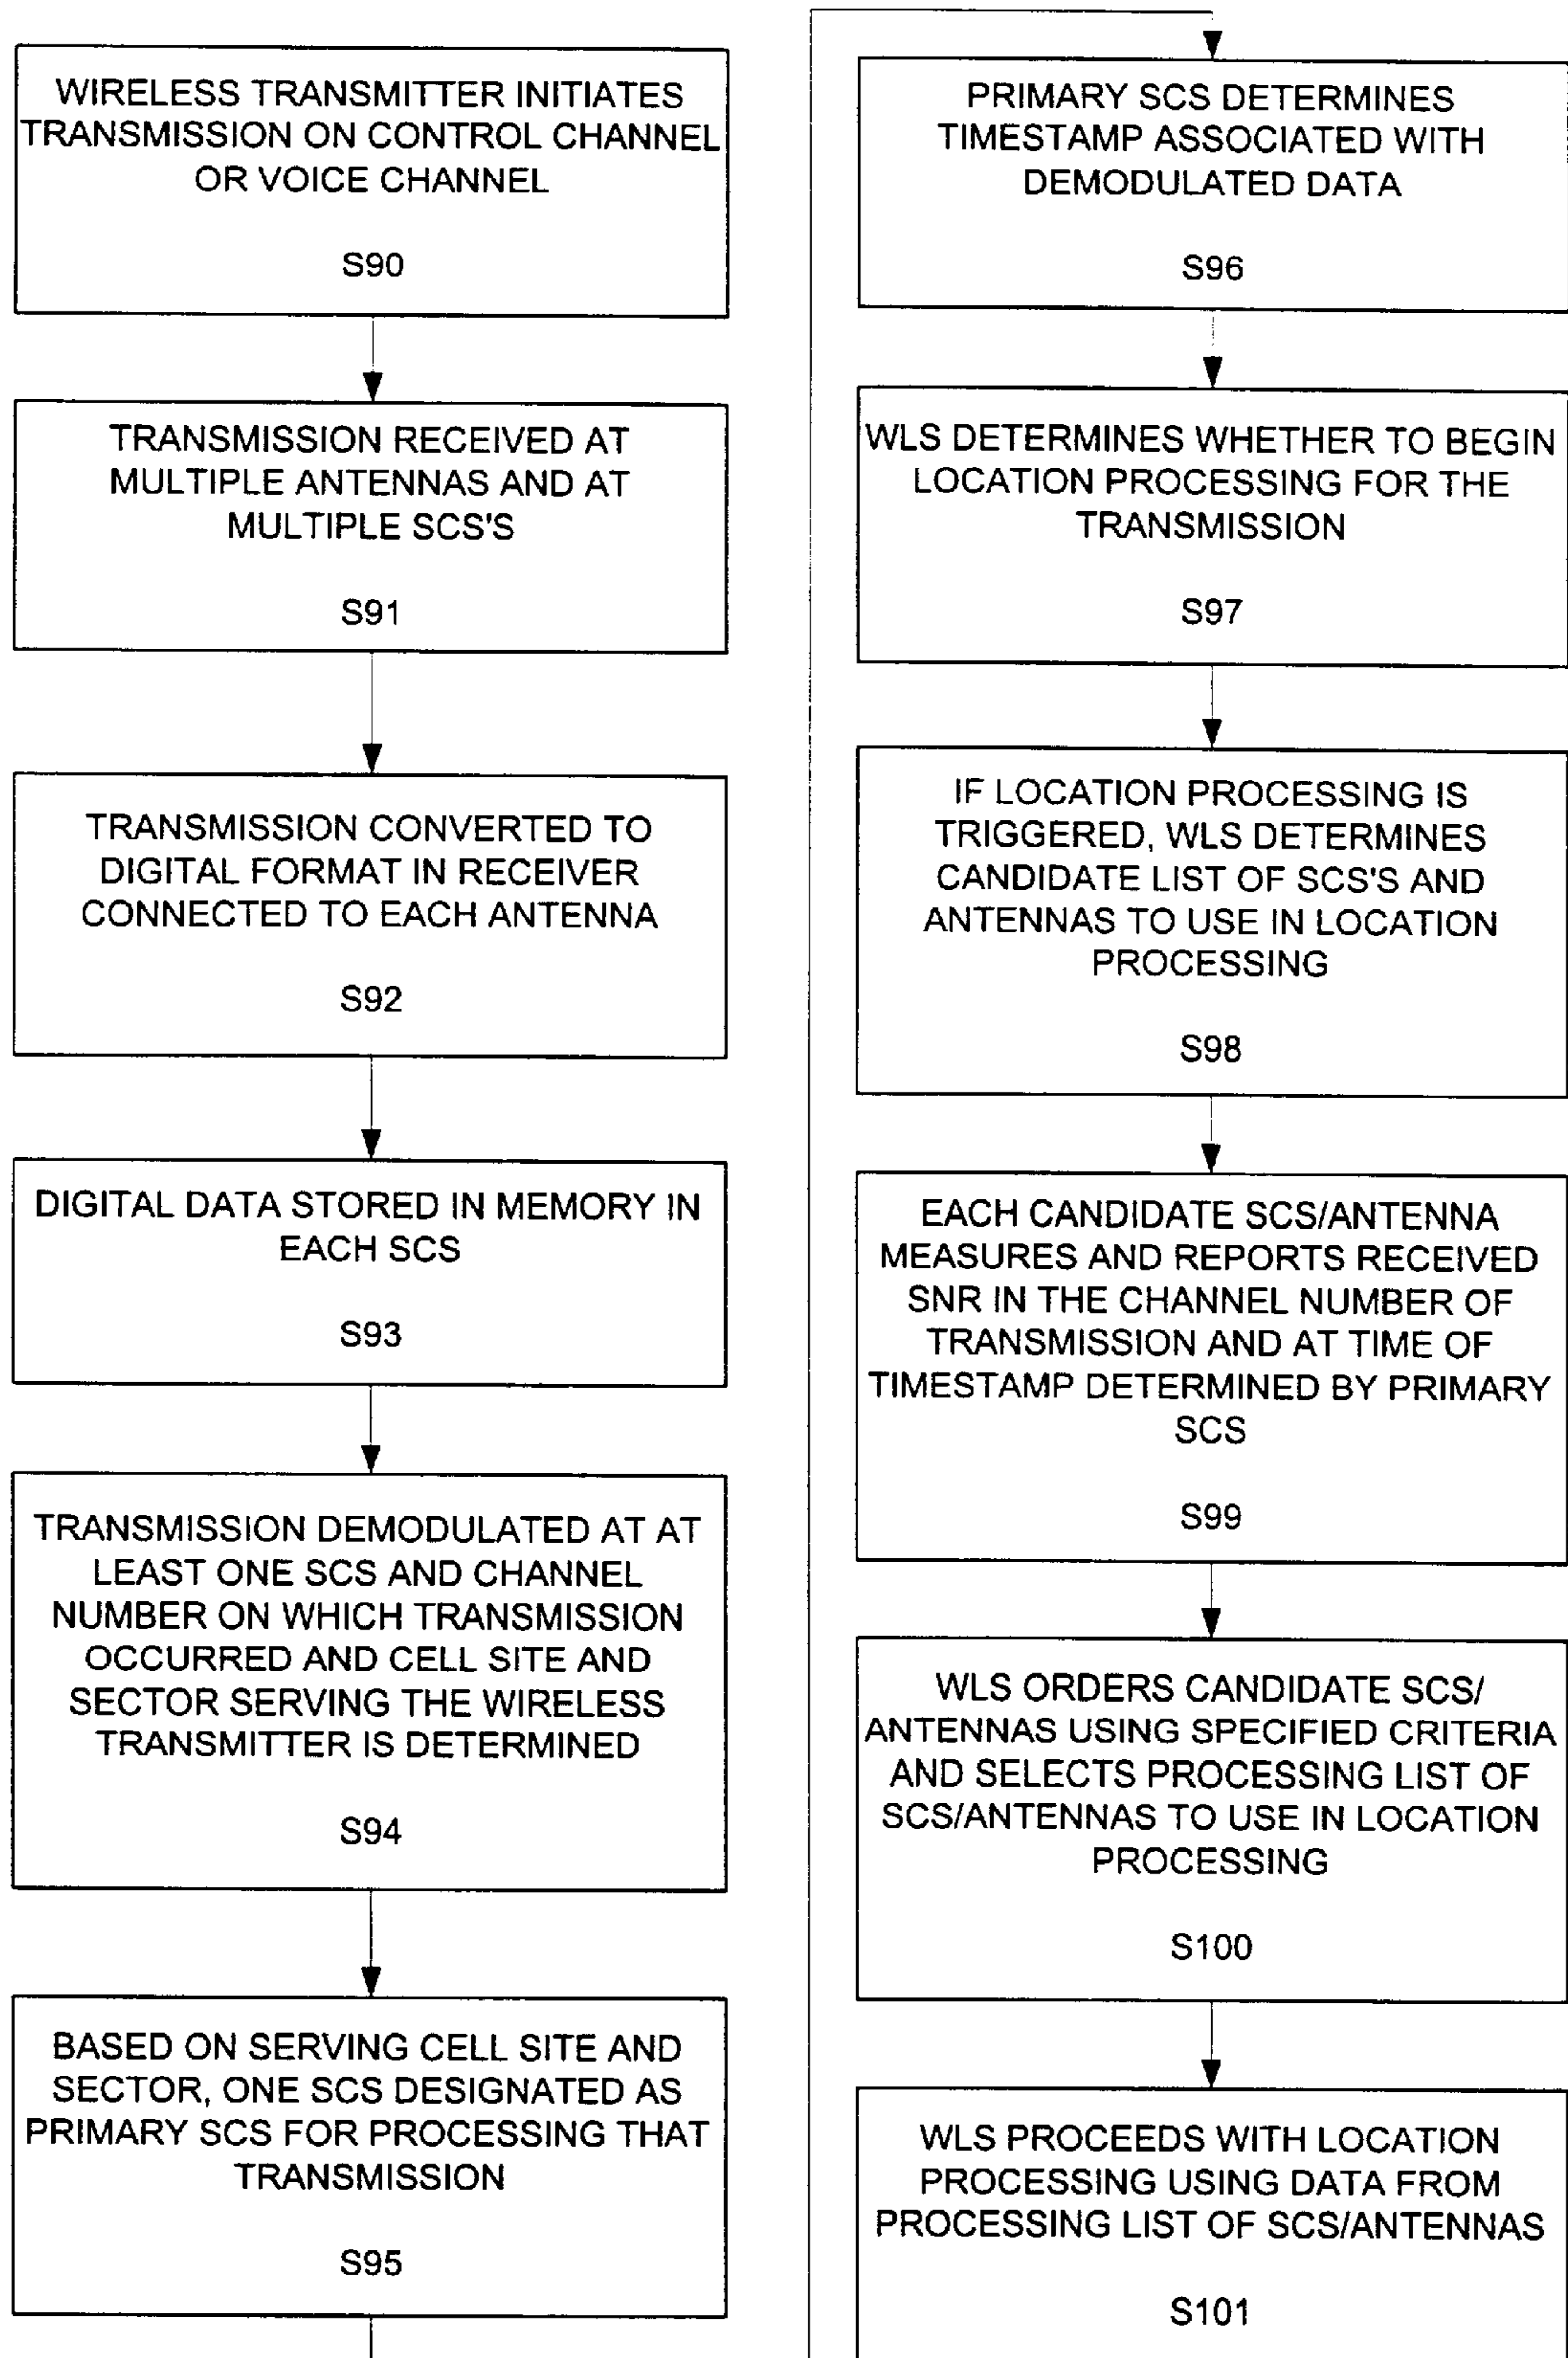 WIRELESS TRANSMITTER INITIATES
TRANSMISSION ON CONTROL CHANNEL
OR VOICE CHANNEL
S90
TRANSMISSION RECEIVED AT
MULTIPLE ANTENNAS AND AT
MULTIPLE SCS'S
S91
TRANSMISSION CONVERTED TO
DIGITAL FORMAT IN RECEIVER
CONNECTED TO EACH ANTENNA
S92
DIGITAL DATA STORED IN MEMORY IN
EACH SCS
S93
TRANSMISSION DEMODULATED AT AT
LEAST ONE SCS AND CHANNEL
NUMBER ON WHICH TRANSMISSION
OCCURRED AND CELL SITE AND
SECTOR SERVING THE WIRELESS
TRANSMITTER IS DETERMINED
S94
BASED ON SERVING CELL SITE AND
SECTOR, ONE SCS DESIGNATED AS
PRIMARY SCS FOR PROCESSING THAT
TRANSMISSION
S95
PRIMARY SCS DETERMINES
TIMESTAMP ASSOCIATED WITH
DEMODULATED DATA
S96
WLS DETERMINES WHETHER TO BEGIN
LOCATION PROCESSING FOR THE
TRANSMISSION
S97
IF LOCATION PROCESSING IS
TRIGGERED, WLS DETERMINES
CANDIDATE LIST OF SCS'S AND
ANTENNAS TO USE IN LOCATION
PROCESSING
S98
EACH CANDIDATE SCS/ANTENNA
MEASURES AND REPORTS RECEIVED
SNR IN THE CHANNEL NUMBER OF
TRANSMISSION AND AT TIME OF
TIMESTAMP DETERMINED BY PRIMARY
SCS
S99
WLS ORDERS CANDIDATE SCS/
ANTENNAS USING SPECIFIED CRITERIA
AND SELECTS PROCESSING LIST OF
SCS/ANTENNAS TO USE IN LOCATION
PROCESSING
S100
WLS PROCEEDS WITH LOCATION
PROCESSING USING DATA FROM
PROCESSING LIST OF SCS/ANTENNAS
S101